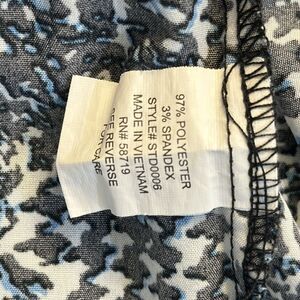 97% POLYESTER
3% SPANDEX
STYLE# STD0006
MADE IN VIETNAM
RN# 58719
SEE REVERSE
FOR CARE